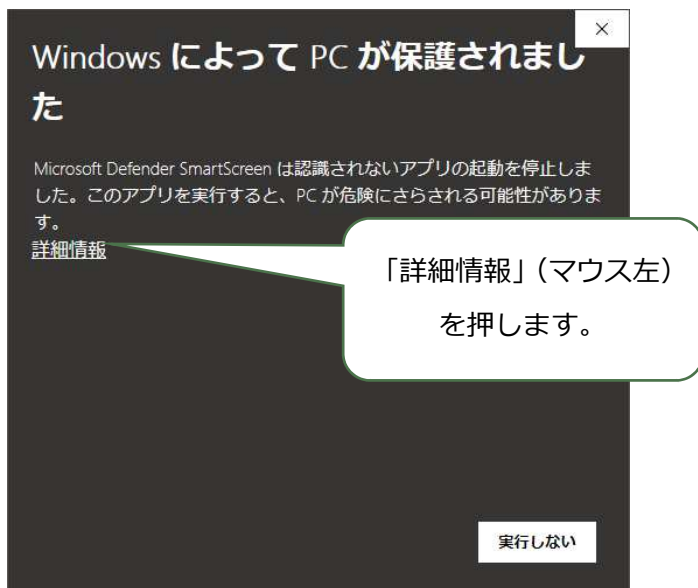 ×
Windows によって PC が保護されまし
た
Microsoft Defender SmartScreen は認識されないアプリの起動を停止しま
した。このアプリを実行すると、PC が危険にさらされる可能性がありま
す。
詳細情報
「詳細情報」（マウス左）
を押します。
実行しない